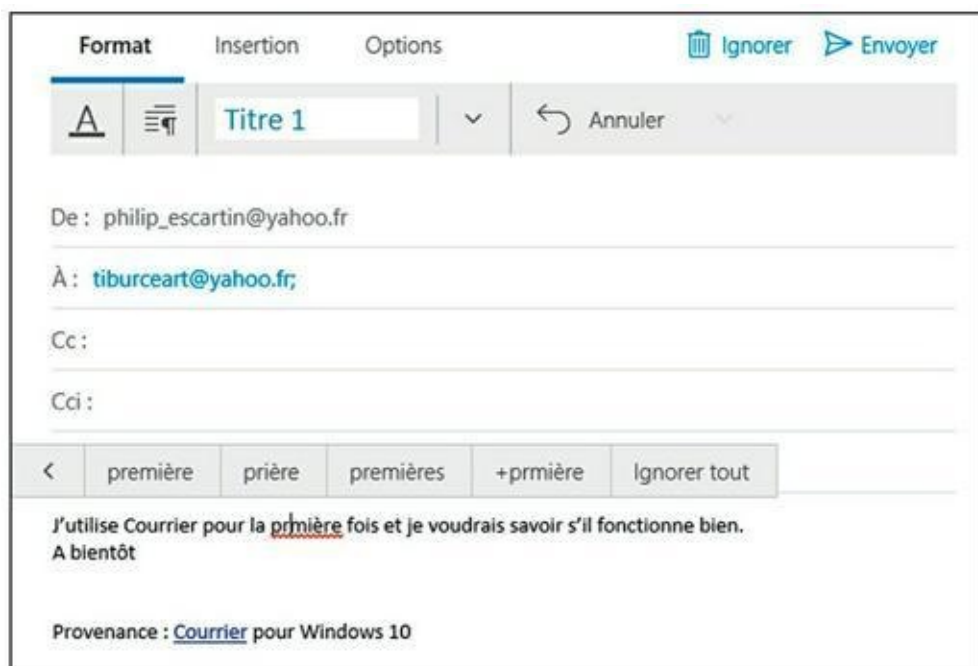 Format Insertion Options Ignorer Envoyer
A Titre 1 Annuler
De : philip_escartin@yahoo.fr
À : tiburceart@yahoo.fr;
Cc :
Cci :
première prière premières +prmière Ignorer tout
J'utilise Courrier pour la prmière fois et je voudrais savoir s'il fonctionne bien.
A bientôt
Provenance : Courrier pour Windows 10